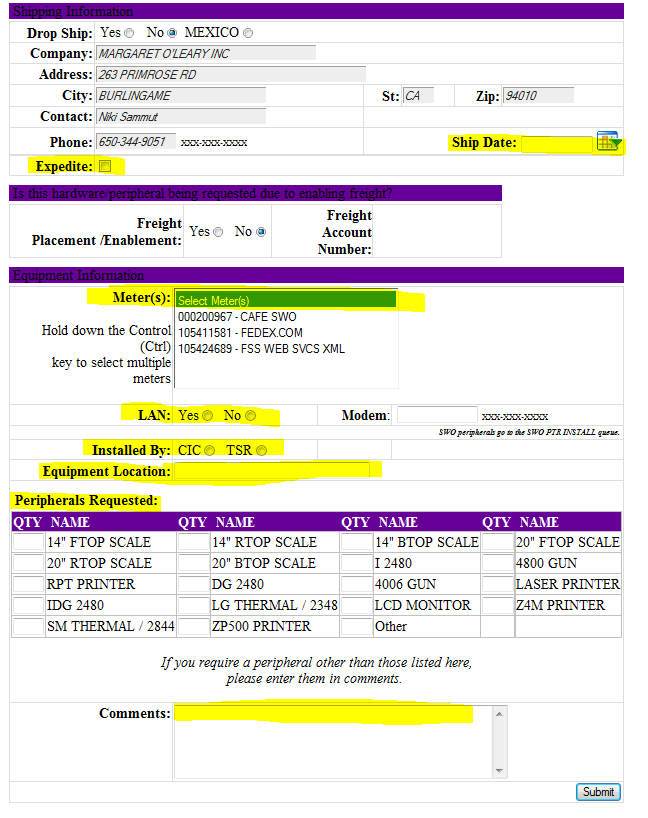 Shipping Information
Drop Ship: Yes No MEXICO
Company: MARGARET O'LEARY INC
Address: 263 PRIMROSE RD
City: BURLINGAME St: CA Zip: 94010
Contact: Niki Sammut
Phone: 650-344-9051 xxx-xxx-xxxx Ship Date:
Expedite:
Is this hardware/peripheral being requested due to enabling freight?
Freight Placement /Enablement: Yes No Freight Account Number:
Equipment Information
Meter(s): Select Meter(s)
000200967 - CAFE SWO
Hold down the Control (Ctrl) key to select multiple meters
105411581 - FEDEX.COM
105424689 - FSS WEB SVCS XML
LAN: Yes No Modem: xxx-xxx-xxxx
SWO peripherals go to the SWO PTR INSTALL queue.
Installed By: CIC TSR
Equipment Location:
Peripherals Requested:
QTY NAME QTY NAME QTY NAME QTY NAME
14" FTOP SCALE 14" RTOP SCALE 14" BTOP SCALE 20" FTOP SCALE
20" RTOP SCALE 20" BTOP SCALE I 2480 4800 GUN
RPT PRINTER DG 2480 4006 GUN LASER PRINTER
IDG 2480 LG THERMAL / 2348 LCD MONITOR Z4M PRINTER
SM THERMAL / 2844 ZP500 PRINTER Other
If you require a peripheral other than those listed here,
please enter them in comments.
Comments:
Submit